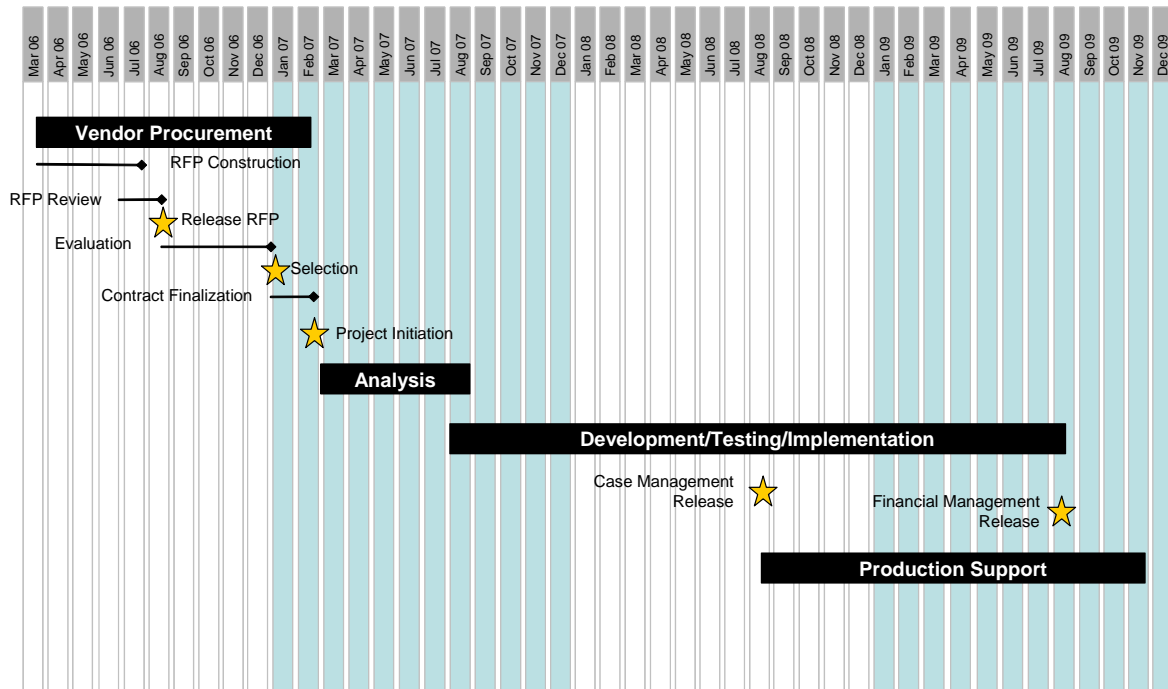 Mar 06
Apr 06
May 06
Jun 06
Jul 06
Aug 06
Sep 06
Oct 06
Nov 06
Dec 06
Jan 07
Feb 07
Mar 07
Apr 07
May 07
Jun 07
Jul 07
Aug 07
Sep 07
Oct 07
Nov 07
Dec 07
Jan 08
Feb 08
Mar 08
Apr 08
May 08
Jun 08
Jul 08
Aug 08
Sep 08
Oct 08
Nov 08
Dec 08
Jan 09
Feb 09
Mar 09
Apr 09
May 09
Jun 09
Jul 09
Aug 09
Sep 09
Oct 09
Nov 09
Dec 09
Vendor Procurement
RFP Construction
RFP Review
Release RFP
Evaluation
Selection
Contract Finalization
Project Initiation
Analysis
Development/Testing/Implementation
Case Management
Release
Financial Management
Release
Production Support